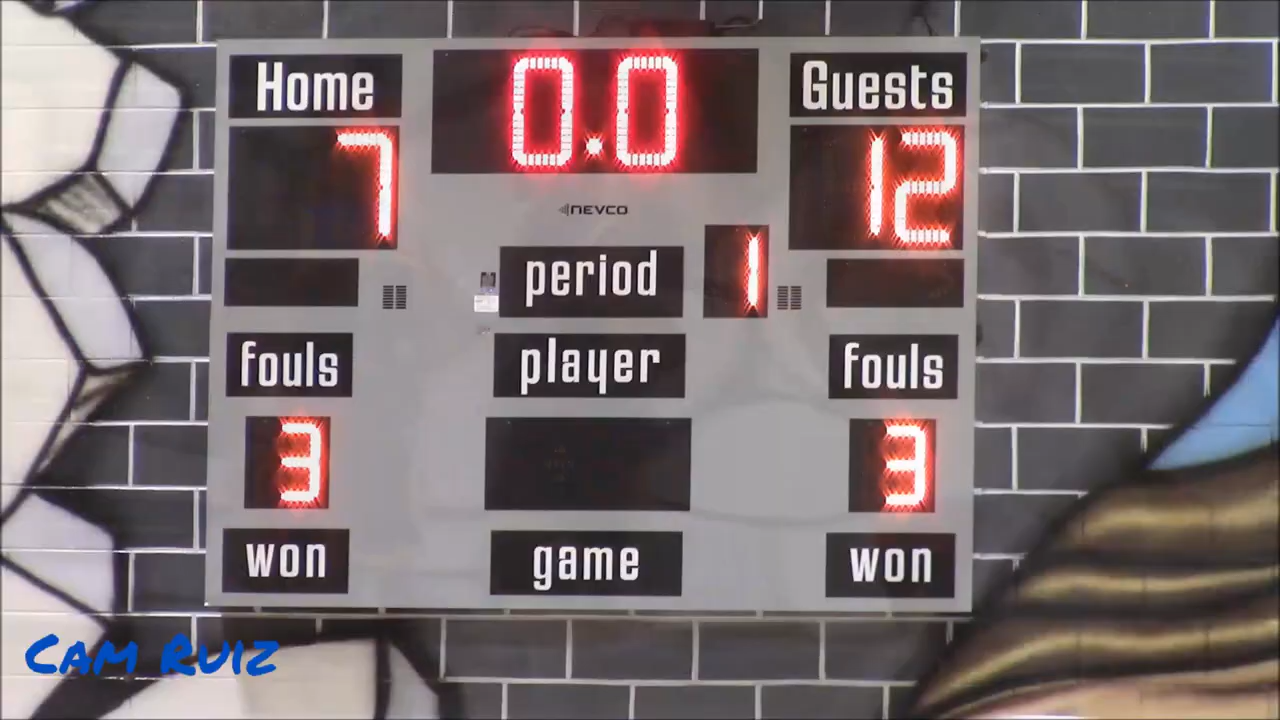 Home
0.0
Guests
7
12
NEVCO
period
1
fouls
player
fouls
3
3
won
game
won
Cam Ruiz